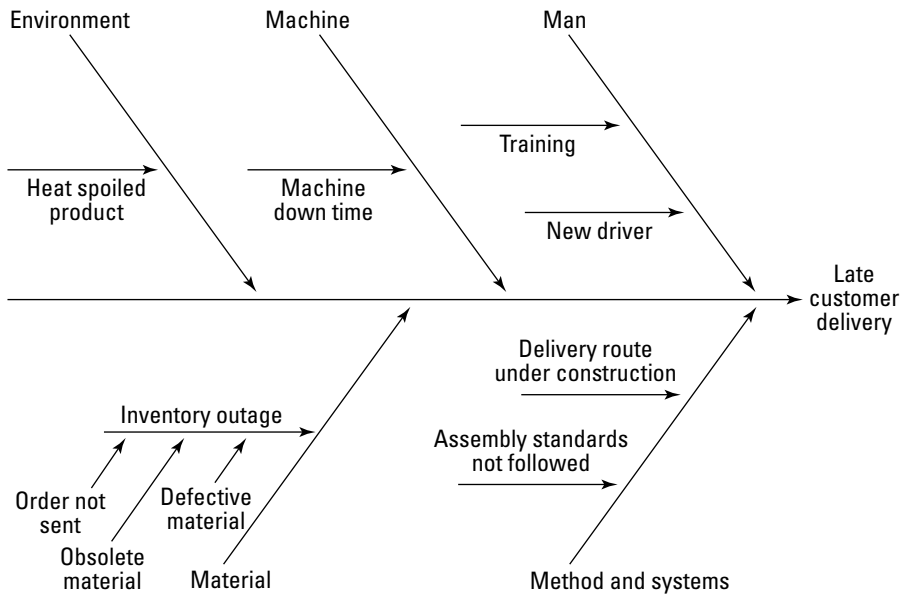 Environment
Machine
Man
Training
Heat spoiled
product
Machine
down time
New driver
Late
customer
delivery
Delivery route
under construction
Inventory outage
Assembly standards
not followed
Order not
sent
Defective
material
Obsolete
material
Material
Method and systems